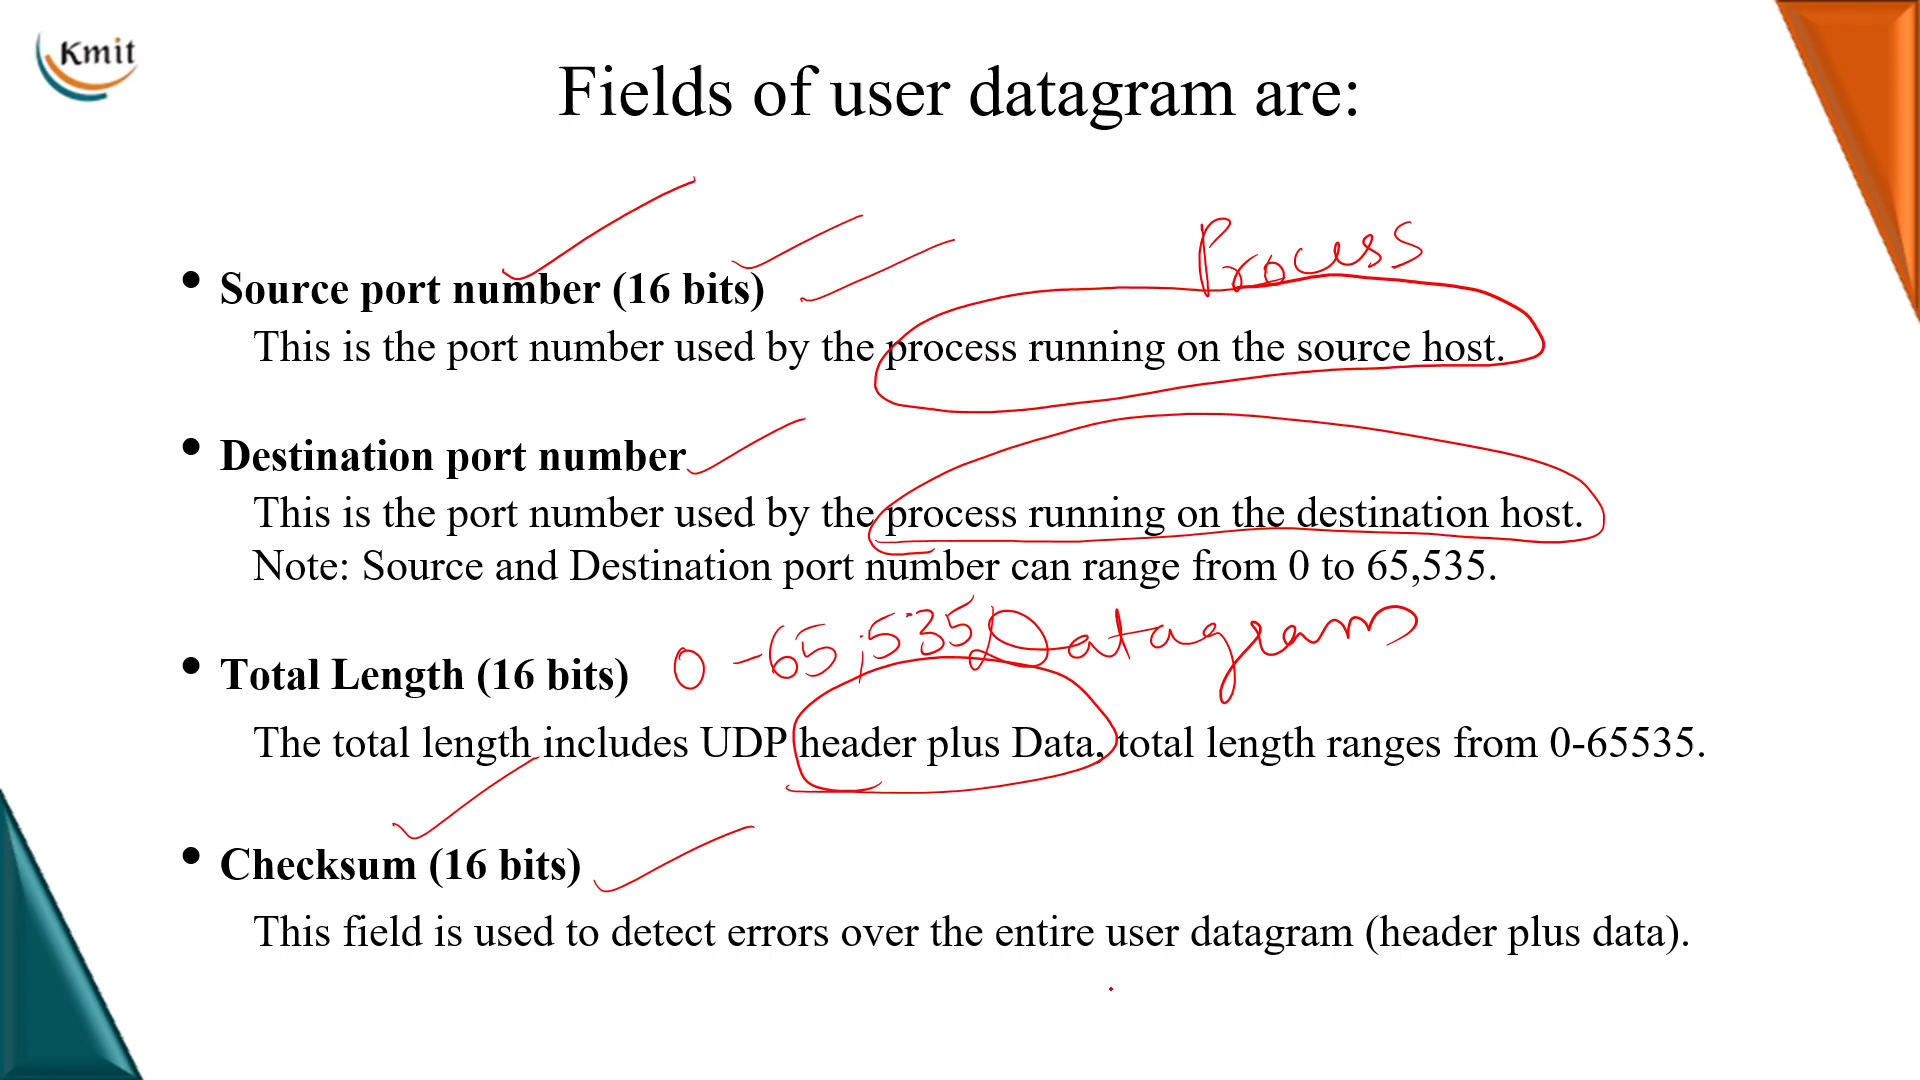 Kmit
Fields of user datagram are:
Process
• Source port number (16 bits)
This is the port number used by the process running on the source host.
• Destination port number
This is the port number used by the process running on the destination host.
Note: Source and Destination port number can range from 0 to 65,535.
0 - 65,535 Datagrams
• Total Length (16 bits)
The total length includes UDP header plus Data, total length ranges from 0-65535.
• Checksum (16 bits)
This field is used to detect errors over the entire user datagram (header plus data).